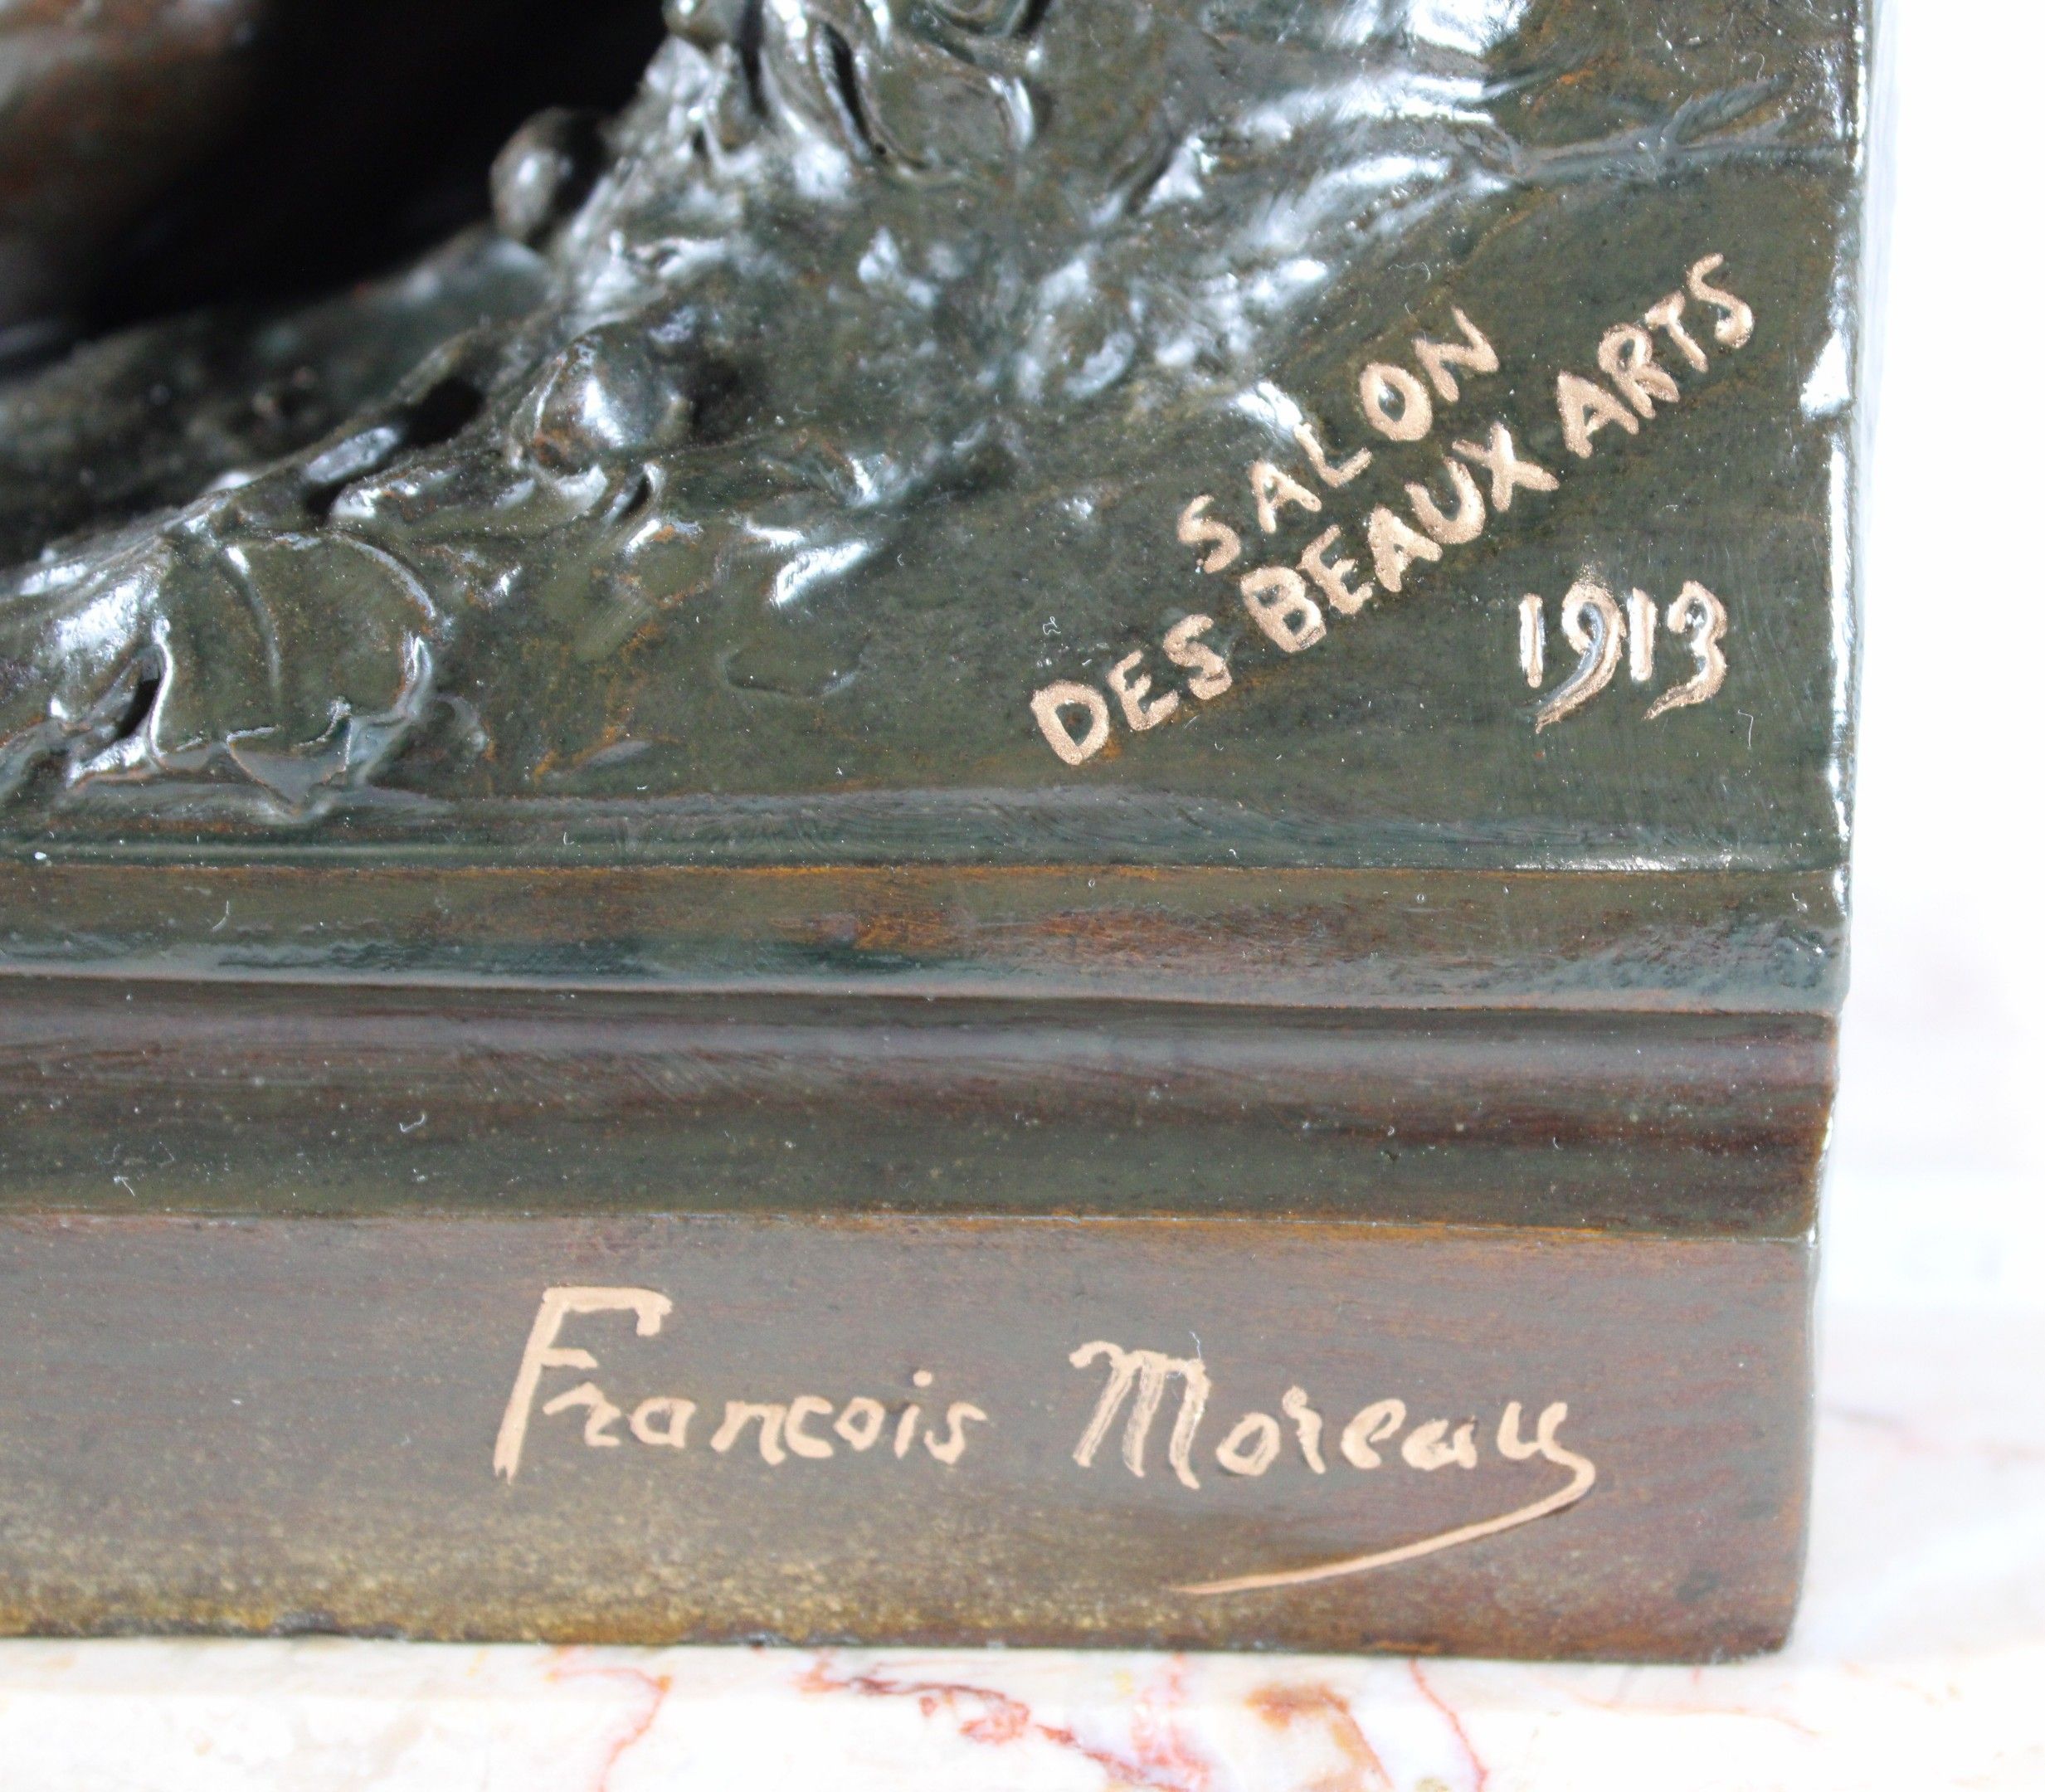 SALON
DES BEAUX ARTS
1913
Francois Moreau